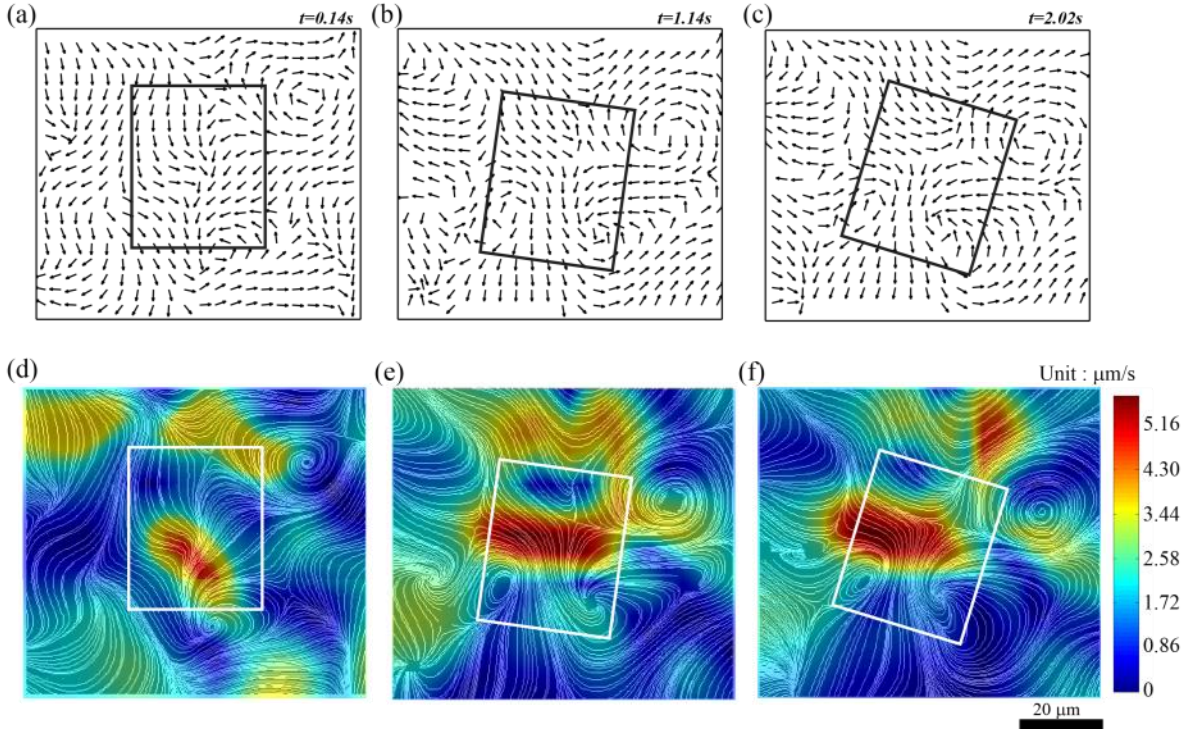 (a) t=0.14s (b) t=1.14s (c) t=2.02s
(d) (e) (f) Unit : μm/s
5.16
4.30
3.44
2.58
1.72
0.86
0
20 μm